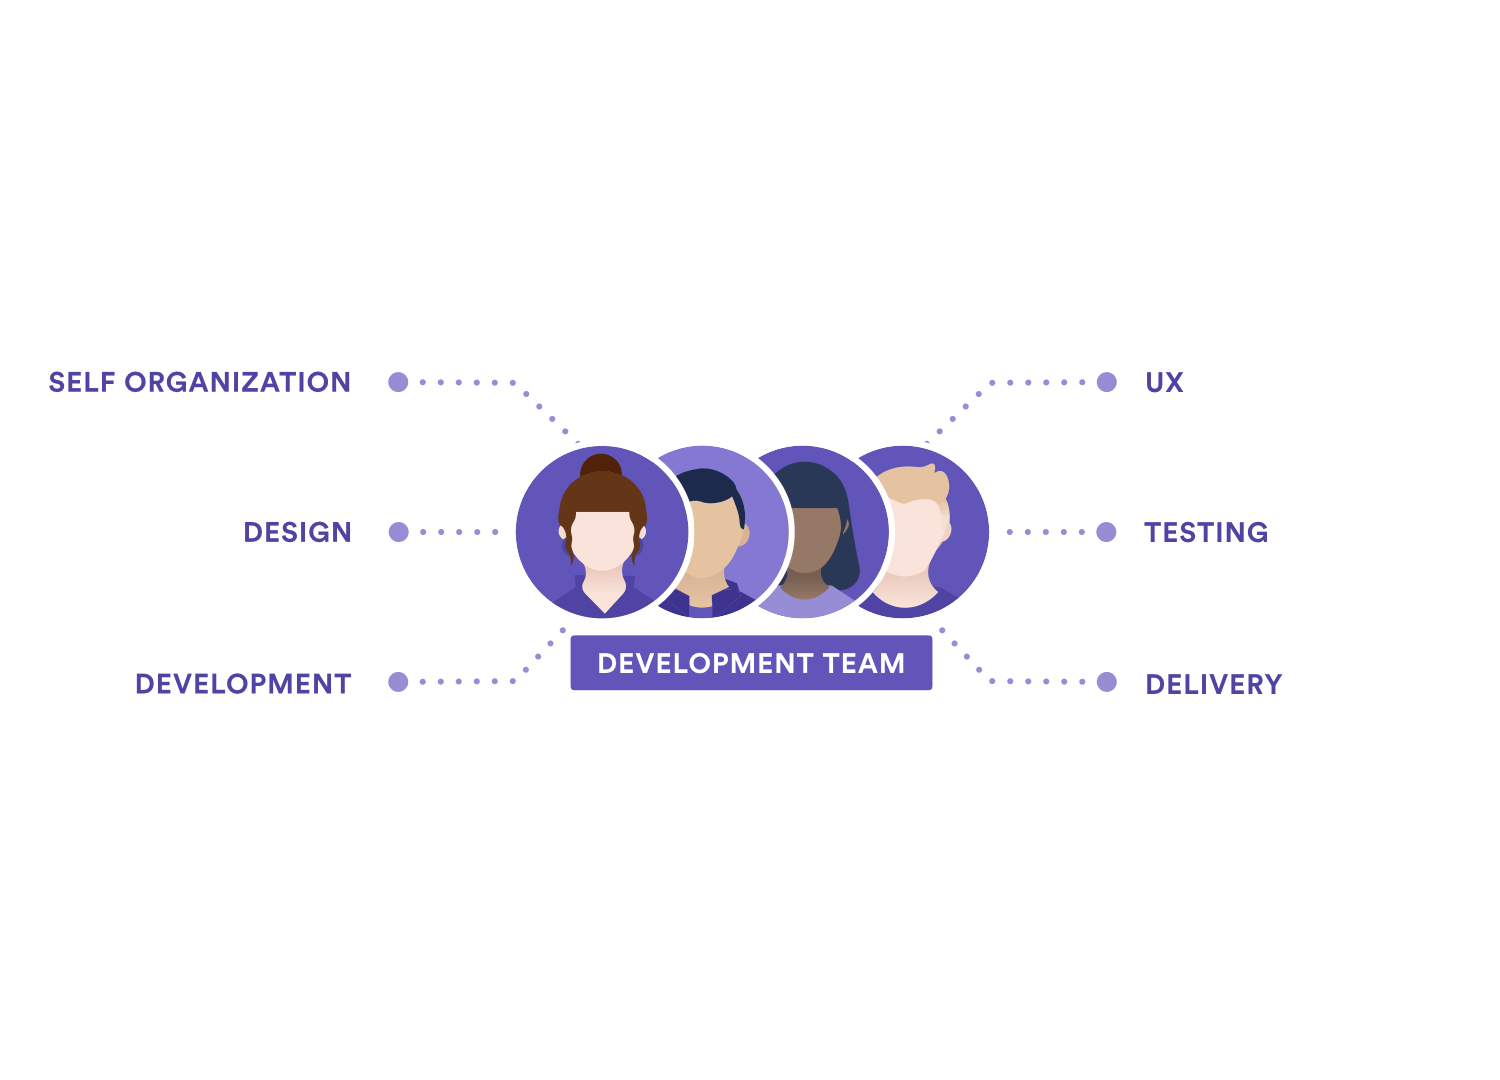 SELF ORGANIZATION
DESIGN
DEVELOPMENT
DEVELOPMENT TEAM
UX
TESTING
DELIVERY